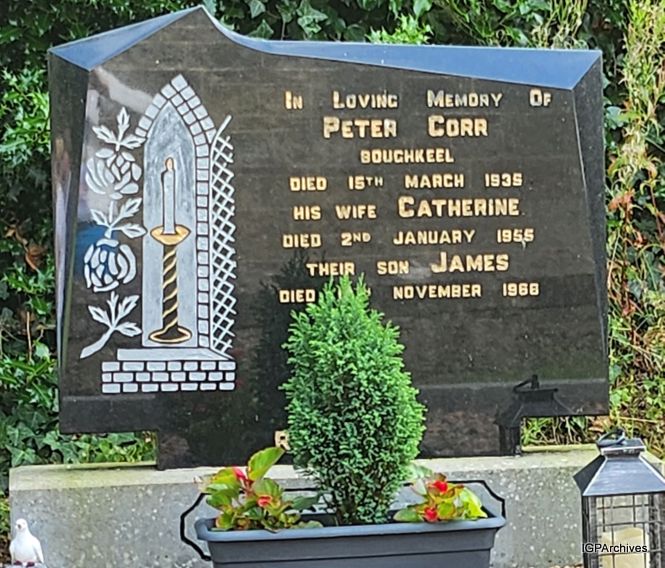 In Loving Memory Of
Peter Corr
BOUGHKEEL
DIED 15TH MARCH 1935
HIS WIFE Catherine
DIED 2ND JANUARY 1955
THEIR SON James
DIED NOVEMBER 1968
IGPArchives